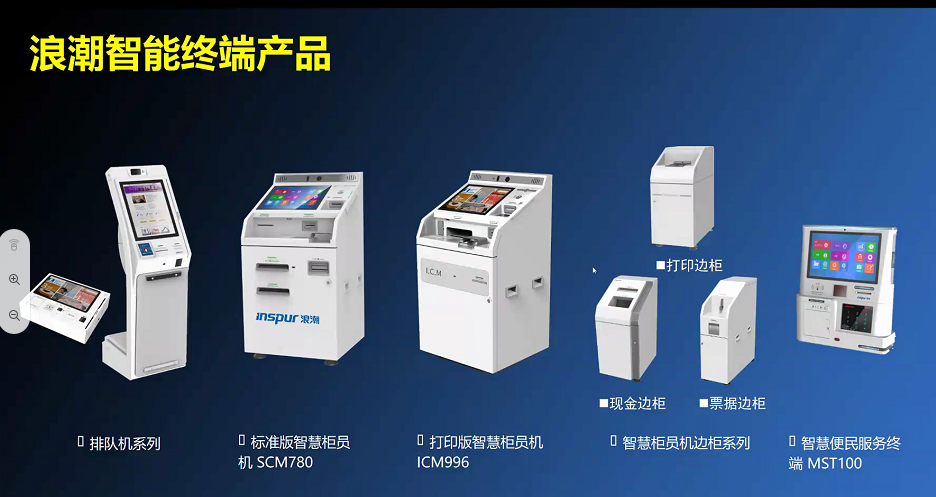 浪潮智能终端产品
I.C.M
inspur 浪潮
■打印边柜
■现金边柜
■票据边柜
排队机系列
标准版智慧柜员
机 SCM780
打印版智慧柜员机
ICM996
智慧柜员机边柜系列
智慧便民服务终
端 MST100